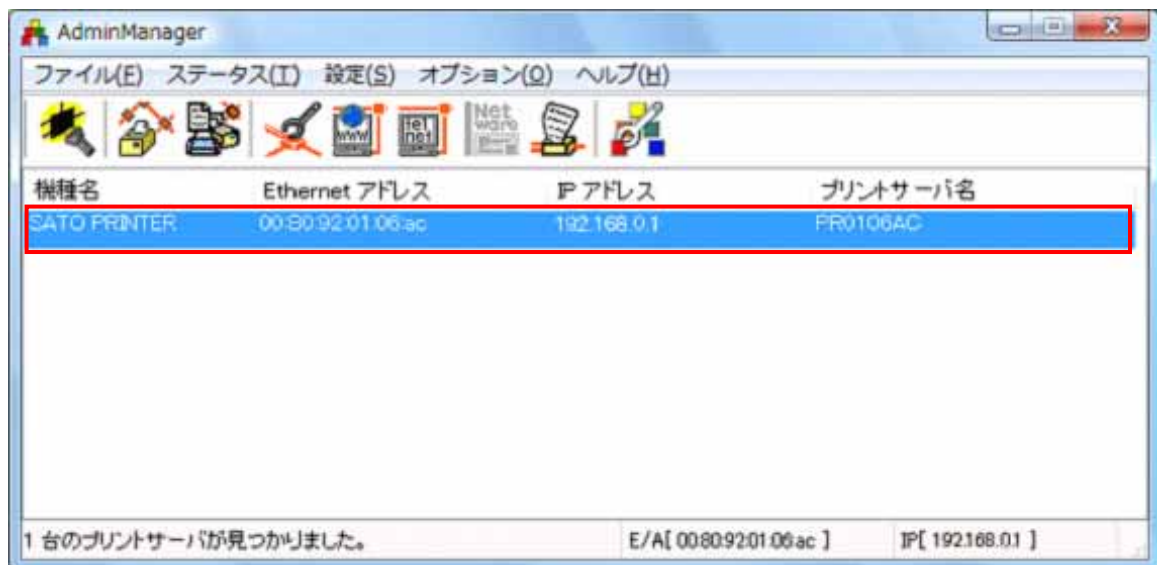 AdminManager
ファイル(F) ステータス(T) 設定(S) オプション(O) ヘルプ(H)
WWW tel net Net ware
機種名 Ethernet アドレス IP アドレス プリントサーバ名
SATO PRINTER 00:80:92:01:06:ac 192.168.0.1 PR0106AC
1 台のプリントサーバが見つかりました。 E/A[ 00:80:92:01:06:ac ] IP[ 192.168.0.1 ]